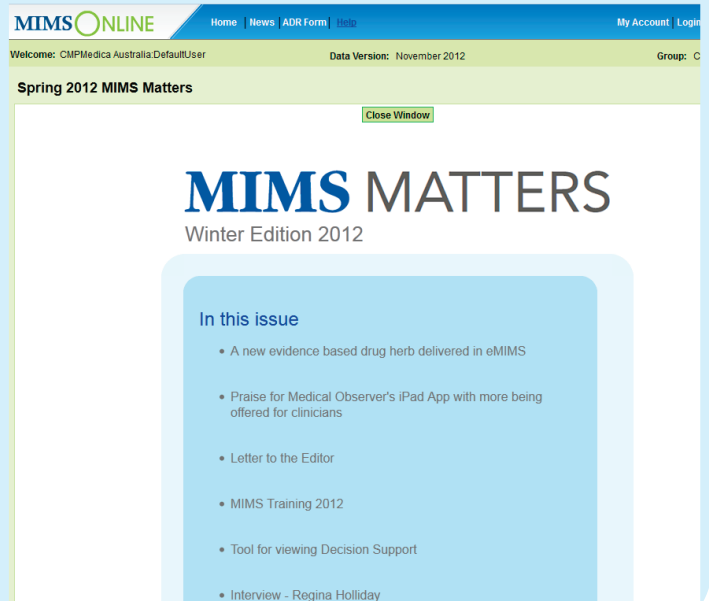 MIMS ONLINE Home | News | ADR Form | Help My Account Login
Welcome: CMPMedica Australia:DefaultUser Data Version: November 2012 Group: C
Spring 2012 MIMS Matters
Close Window
MIMS MATTERS
Winter Edition 2012
In this issue
• A new evidence based drug herb delivered in eMIMS
• Praise for Medical Observer's iPad App with more being
offered for clinicians
• Letter to the Editor
• MIMS Training 2012
• Tool for viewing Decision Support
• Interview - Regina Holliday